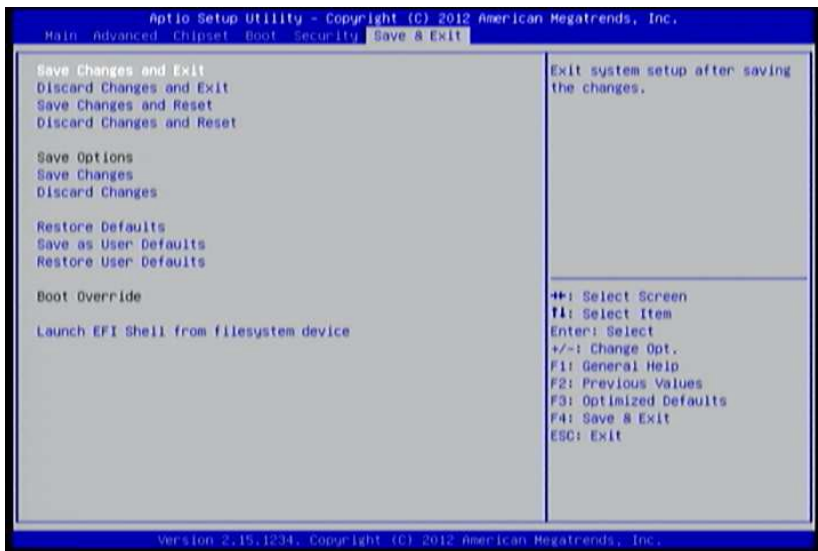 Aptio Setup Utility - Copyright (C) 2012 American Megatrends, Inc.
Main Advanced Chipset Boot Security Save & Exit
Save Changes and Exit
Discard Changes and Exit
Save Changes and Reset
Discard Changes and Reset
Save Options
Save Changes
Discard Changes
Restore Defaults
Save as User Defaults
Restore User Defaults
Boot Override
Launch EFI Shell from filesystem device
Exit system setup after saving
the changes.
→←: Select Screen
↑↓: Select Item
Enter: Select
+/-: Change Opt.
F1: General Help
F2: Previous Values
F3: Optimized Defaults
F4: Save & Exit
ESC: Exit
Version 2.15.1234. Copyright (C) 2012 American Megatrends, Inc.